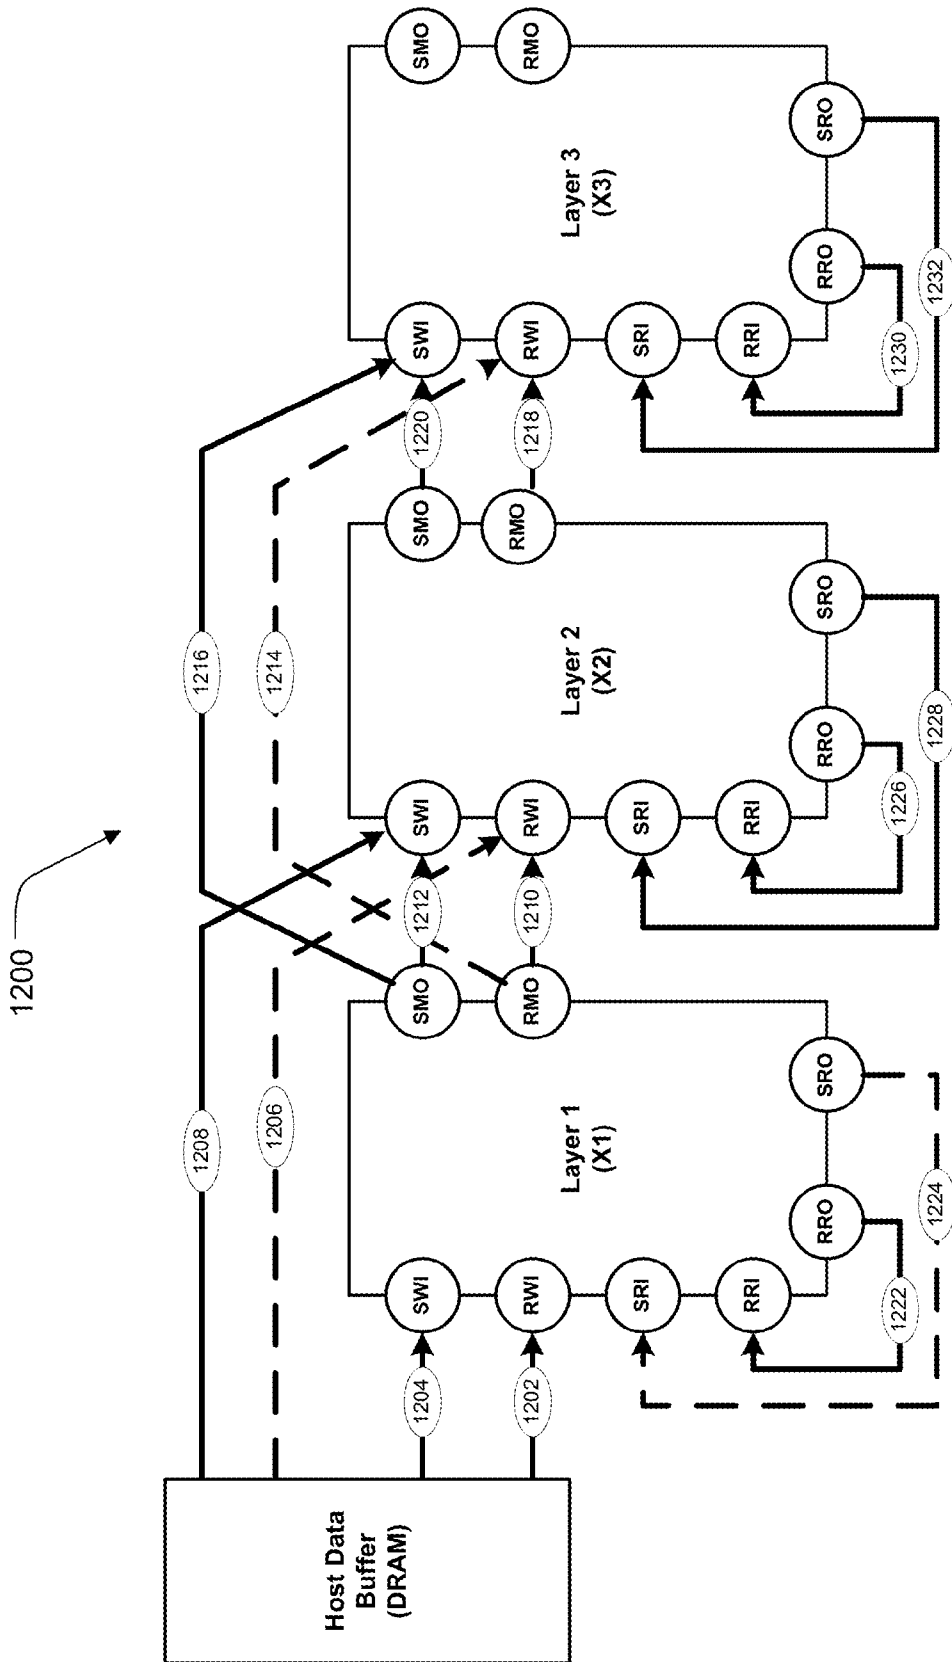 1200
Host Data
Buffer
(DRAM)
1208
1206
1204
1202
1216
1214
Layer 1
(X1)
SWI
RWI
SRI
RRI
SMO
RMO
RRO
SRO
1222
1224
1212
1210
Layer 2
(X2)
SWI
RWI
SRI
RRI
SMO
RMO
RRO
SRO
1226
1228
1220
1218
Layer 3
(X3)
SWI
RWI
SRI
RRI
SMO
RMO
RRO
SRO
1230
1232